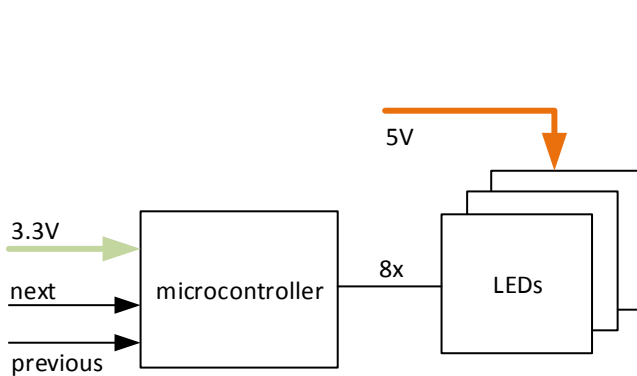 5V
3.3V
next
microcontroller
8x
LEDs
previous